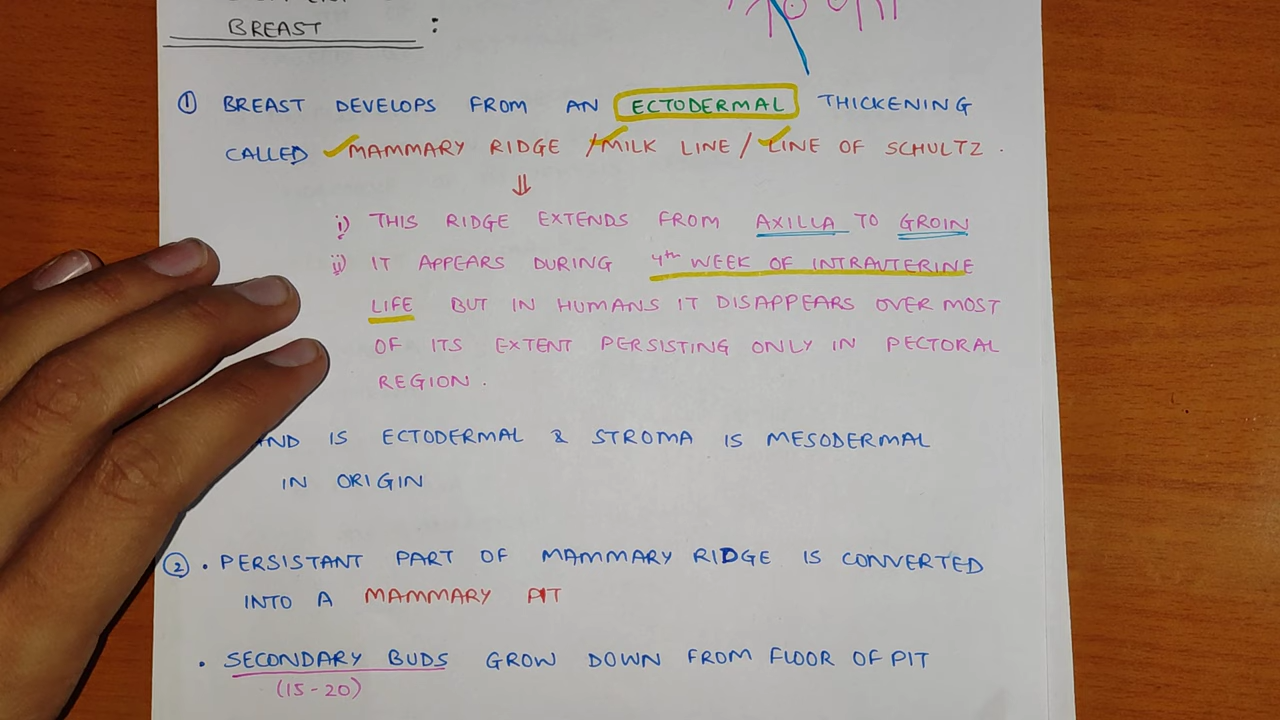 BREAST :
① BREAST DEVELOPS FROM AN ECTODERMAL THICKENING
CALLED MAMMARY RIDGE / MILK LINE / LINE OF SCHULTZ.
⇓
i) THIS RIDGE EXTENDS FROM AXILLA TO GROIN
ii) IT APPEARS DURING 4th WEEK OF INTRAUTERINE
LIFE BUT IN HUMANS IT DISAPPEARS OVER MOST
OF ITS EXTENT PERSISTING ONLY IN PECTORAL
REGION.
IS ECTODERMAL & STROMA IS MESODERMAL
IN ORIGIN
② . PERSISTANT PART OF MAMMARY RIDGE IS CONVERTED
INTO A MAMMARY PIT
. SECONDARY BUDS GROW DOWN FROM FLOOR OF PIT
(15-20)